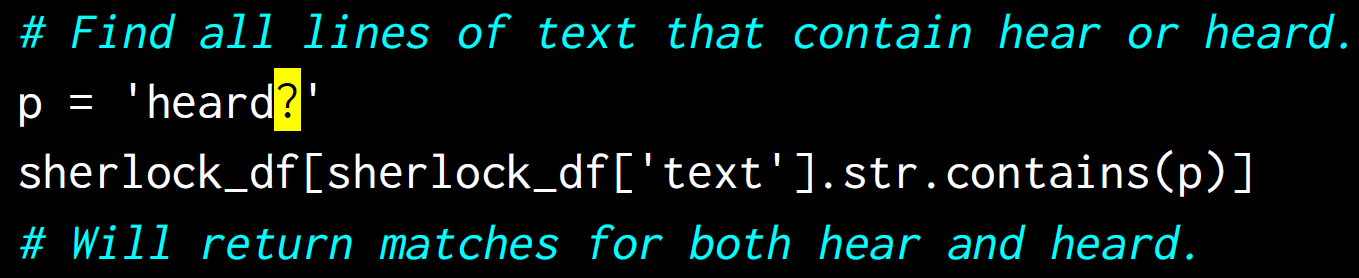 # Find all lines of text that contain hear or heard.
p = 'heard?'
sherlock_df[sherlock_df['text'].str.contains(p)]
# Will return matches for both hear and heard.